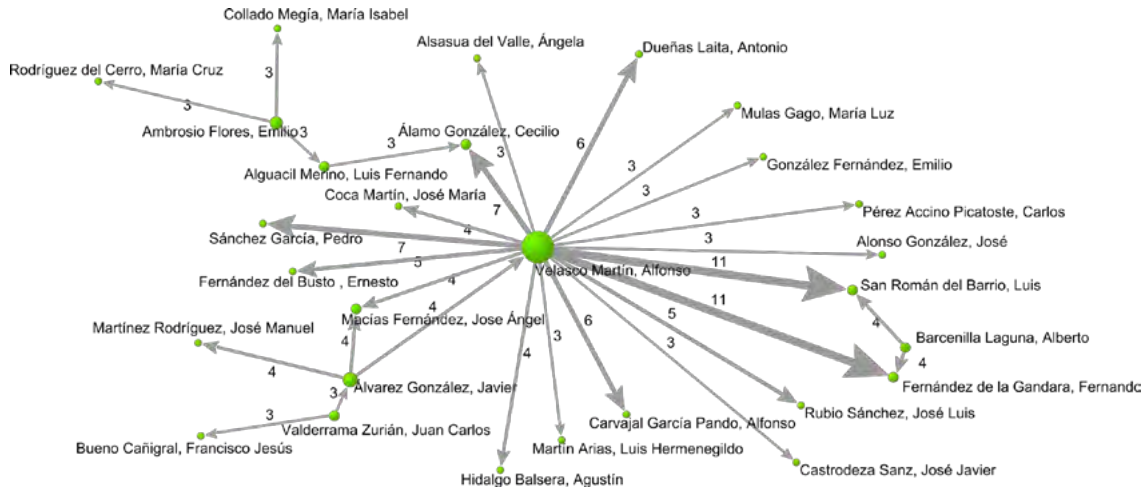 Collado Megía, María Isabel
Alsasua del Valle, Ángela
Dueñas Laita, Antonio
Rodríguez del Cerro, María Cruz
3
3
Mulas Gago, María Luz
Ambrosio Flores, Emilio
3
Álamo González, Cecilio
6
3
3
3
González Fernández, Emilio
Alguacil Merino, Luis Fernando
3
Coca Martín, José María
7
Pérez Accino Picatoste, Carlos
3
4
Sánchez García, Pedro
7
3
Alonso González, José
5
11
Fernández del Busto , Ernesto
4
Velasco Martín, Alfonso
San Román del Barrio, Luis
11
4
Macías Fernández, Jose Ángel
6
5
4
Martínez Rodríguez, José Manuel
4
3
3
Barcenilla Laguna, Alberto
4
4
4
Álvarez González, Javier
Fernández de la Gandara, Fernando
3
3
Rubio Sánchez, José Luis
Valderrama Zurián, Juan Carlos
Carvajal García Pando, Alfonso
Bueno Cañigral, Francisco Jesús
Martín Arias, Luis Hermenegildo
Castrodeza Sanz, José Javier
Hidalgo Balsera, Agustín